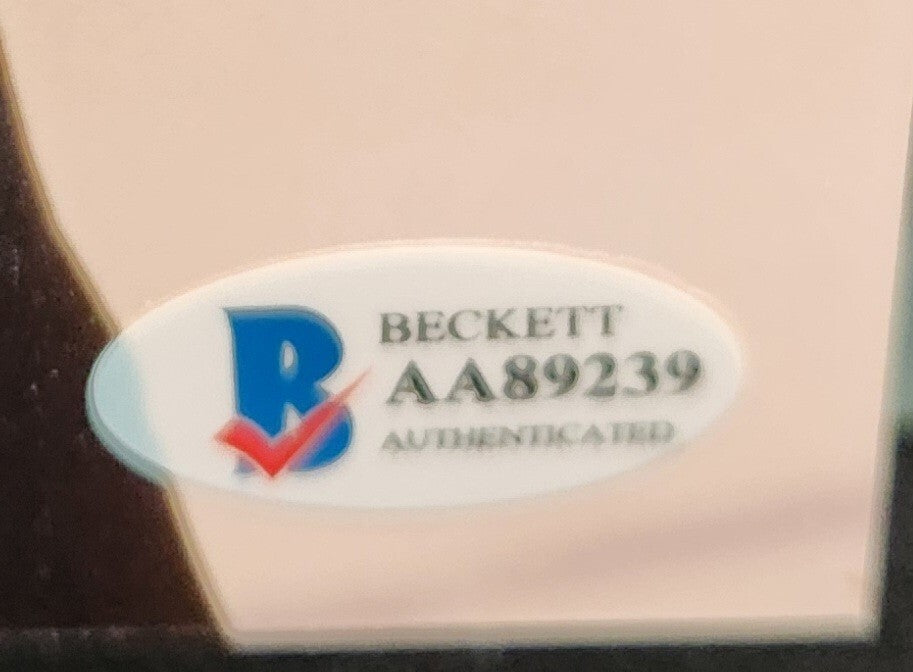 B
BECKETT
AA89239
AUTHENTICATED